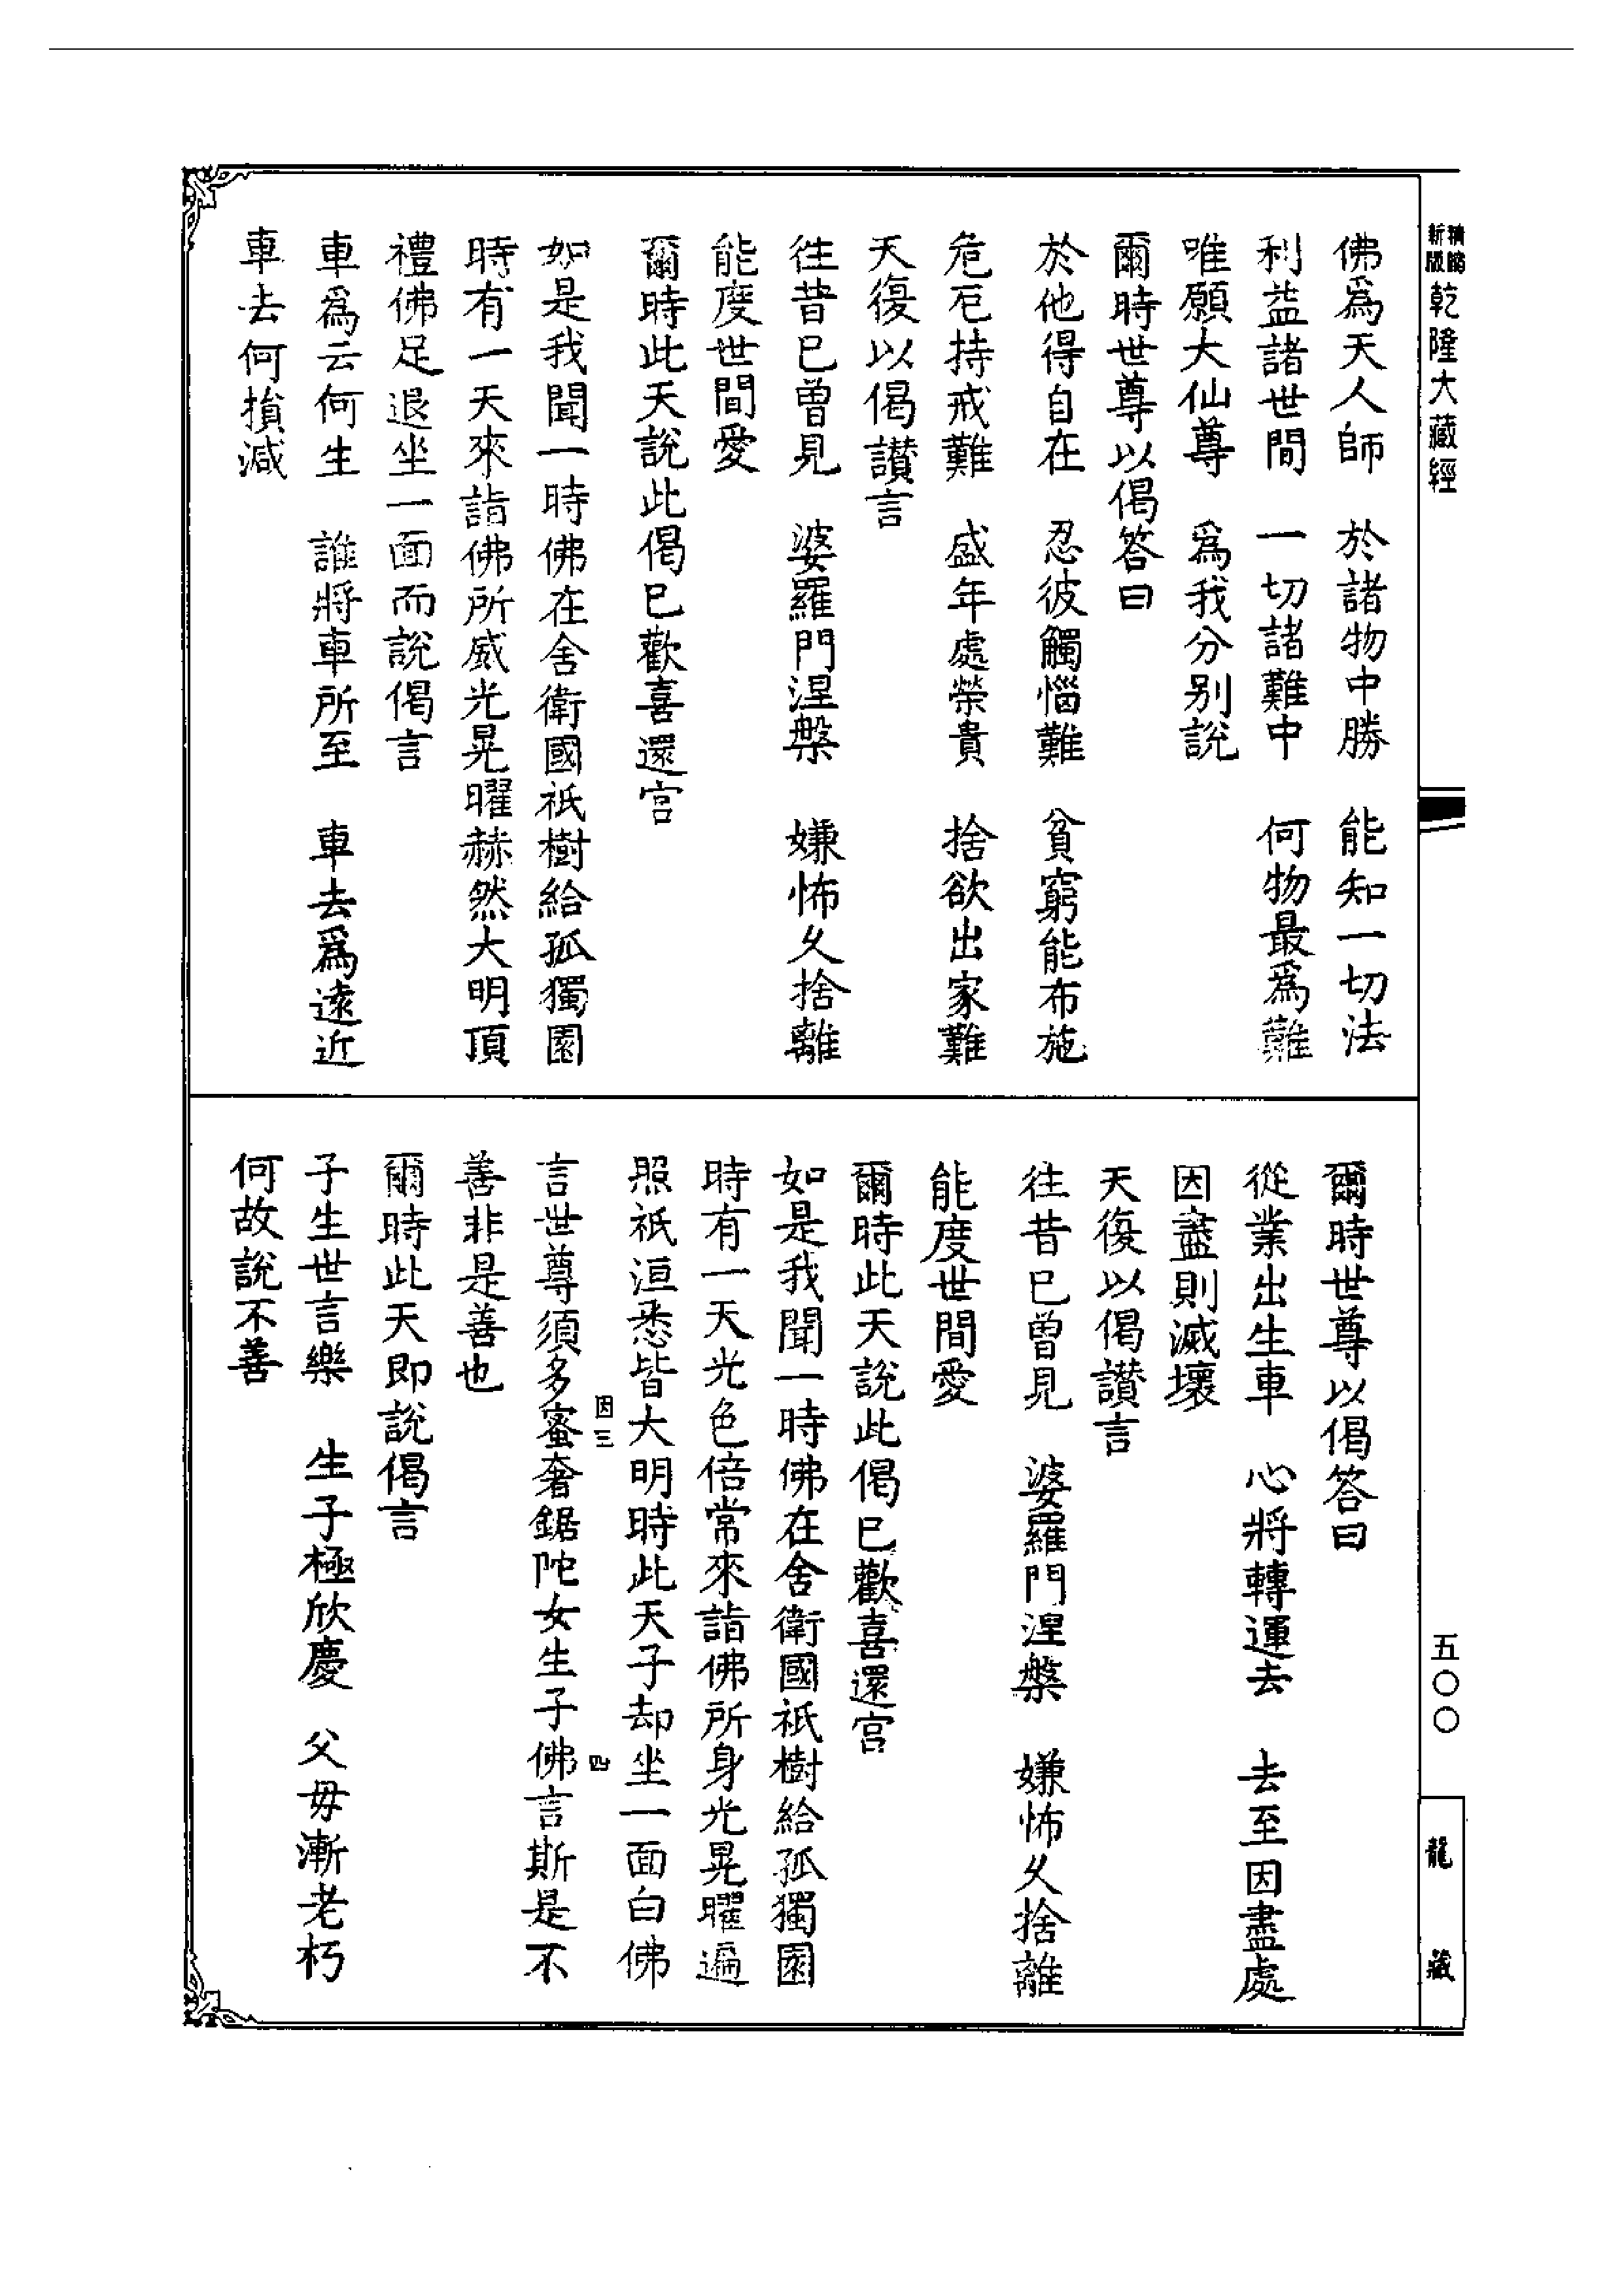 精閱新版乾隆大藏經
佛爲天人師　於諸物中勝　能知一切法
利益諸世間　一切諸難中　何物最爲難
唯願大仙尊　爲我分別說
爾時世尊以偈答曰
於他得自在　忍彼觸惱難　貧窮能布施
危厄持戒難　盛年處榮貴　捨欲出家難
天復以偈讃言
往昔已曾見　婆羅門涅槃　嫌怖久捨離
能度世間愛
爾時此天說此偈已歡喜還宮
如是我聞一時佛在舍衛國祇樹給孤獨園
時有一天來詣佛所威光晃曜赫然大明頂
禮佛足退坐一面而說偈言
車爲云何生　誰將車所至　車去爲遠近
車去何損減
爾時世尊以偈答曰
從業出生車　心將轉運去　去至因盡處
因盡則滅壞
天復以偈讃言
往昔已曾見　婆羅門涅槃　嫌怖久捨離
能度世間愛
爾時此天說此偈已歡喜還宮
如是我聞一時佛在舍衛國祇樹給孤獨園
時有一天光色倍常來詣佛所身光晃曜遍
照祇洹悉皆大明時此天子却坐一面白佛
因三　四
言世尊須多蜜奢鋸陀女生子佛言斯是不
善非是善也
爾時此天即說偈言
子生世言樂　生子極欣慶　父毋漸老朽
何故說不善
五〇〇
龍藏